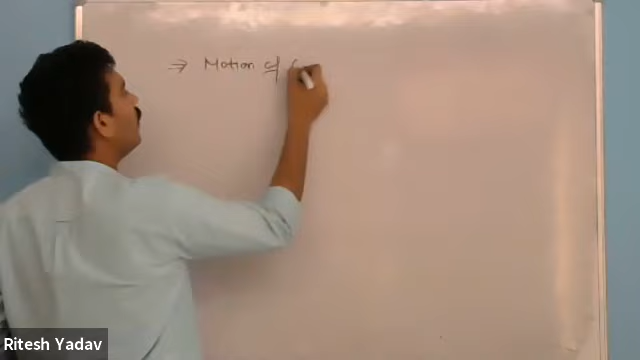 → Motion of
Ritesh Yadav